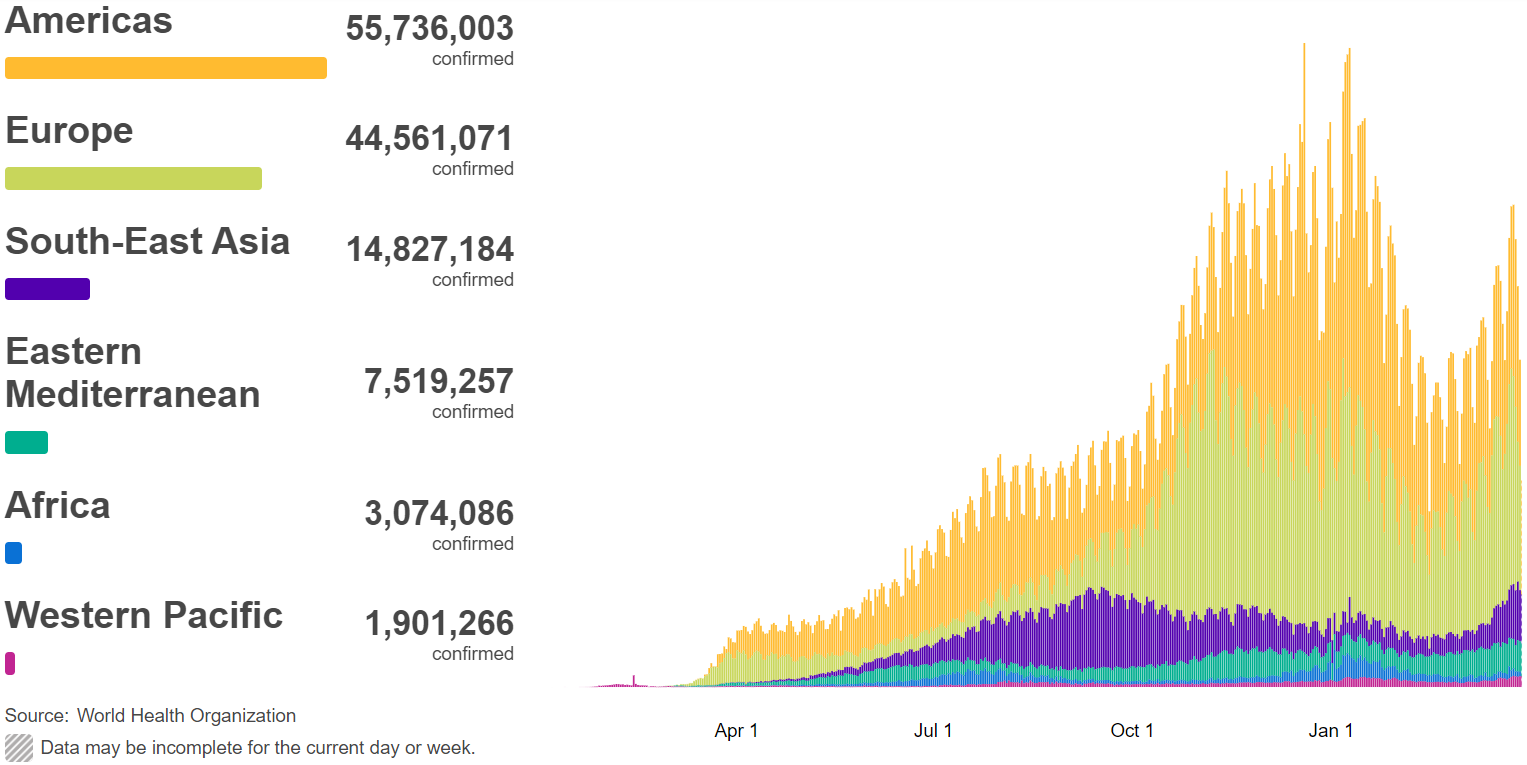 Americas
55,736,003
confirmed
Europe
44,561,071
confirmed
South-East Asia
14,827,184
confirmed
Eastern
Mediterranean
7,519,257
confirmed
Africa
3,074,086
confirmed
Western Pacific
1,901,266
confirmed
Source: World Health Organization
Data may be incomplete for the current day or week.
Apr 1
Jul 1
Oct 1
Jan 1